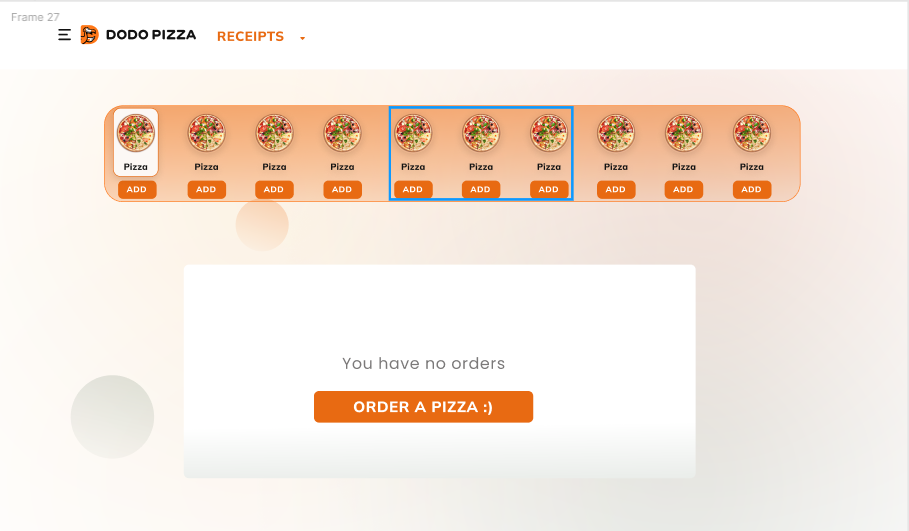 Frame 27
DODO PIZZA RECEIPTS
Pizza Pizza Pizza Pizza Pizza Pizza Pizza Pizza Pizza Pizza
ADD ADD ADD ADD ADD ADD ADD ADD ADD ADD
You have no orders
ORDER A PIZZA :)